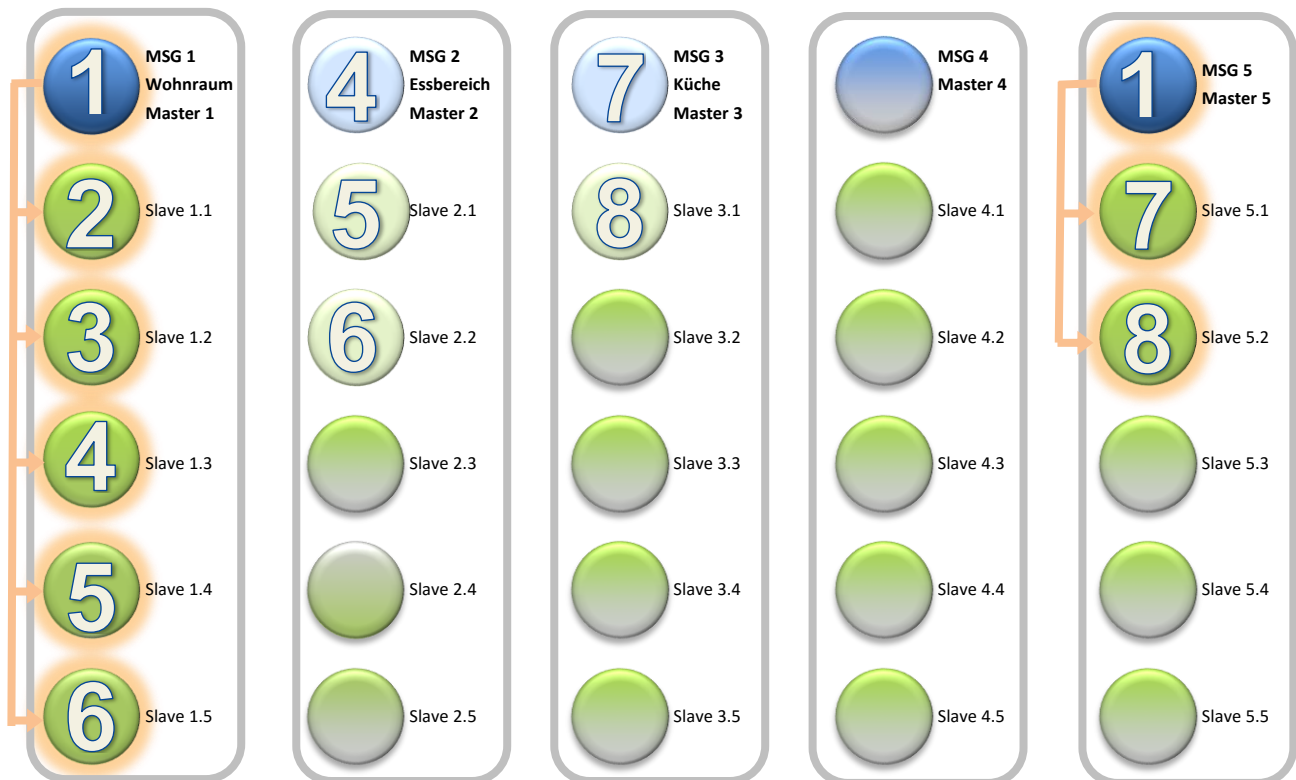 1
MSG 1
Wohnraum
Master 1
2
Slave 1.1
3
Slave 1.2
4
Slave 1.3
5
Slave 1.4
6
Slave 1.5
4
MSG 2
Essbereich
Master 2
5
Slave 2.1
6
Slave 2.2
Slave 2.3
Slave 2.4
Slave 2.5
7
MSG 3
Küche
Master 3
8
Slave 3.1
Slave 3.2
Slave 3.3
Slave 3.4
Slave 3.5
MSG 4
Master 4
Slave 4.1
Slave 4.2
Slave 4.3
Slave 4.4
Slave 4.5
1
MSG 5
Master 5
7
Slave 5.1
8
Slave 5.2
Slave 5.3
Slave 5.4
Slave 5.5